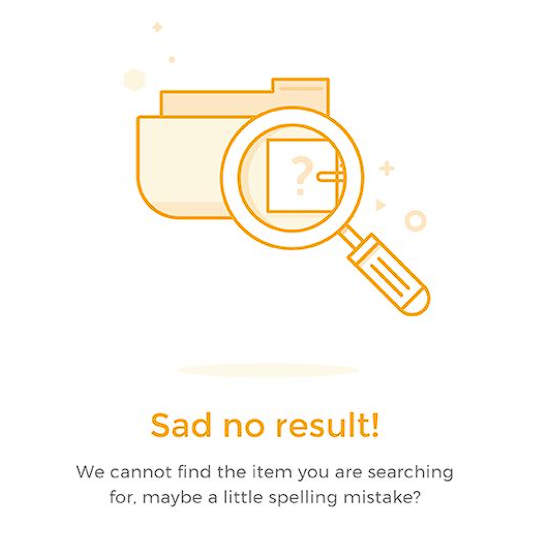 ?
Sad no result!
We cannot find the item you are searching
for, maybe a little spelling mistake?